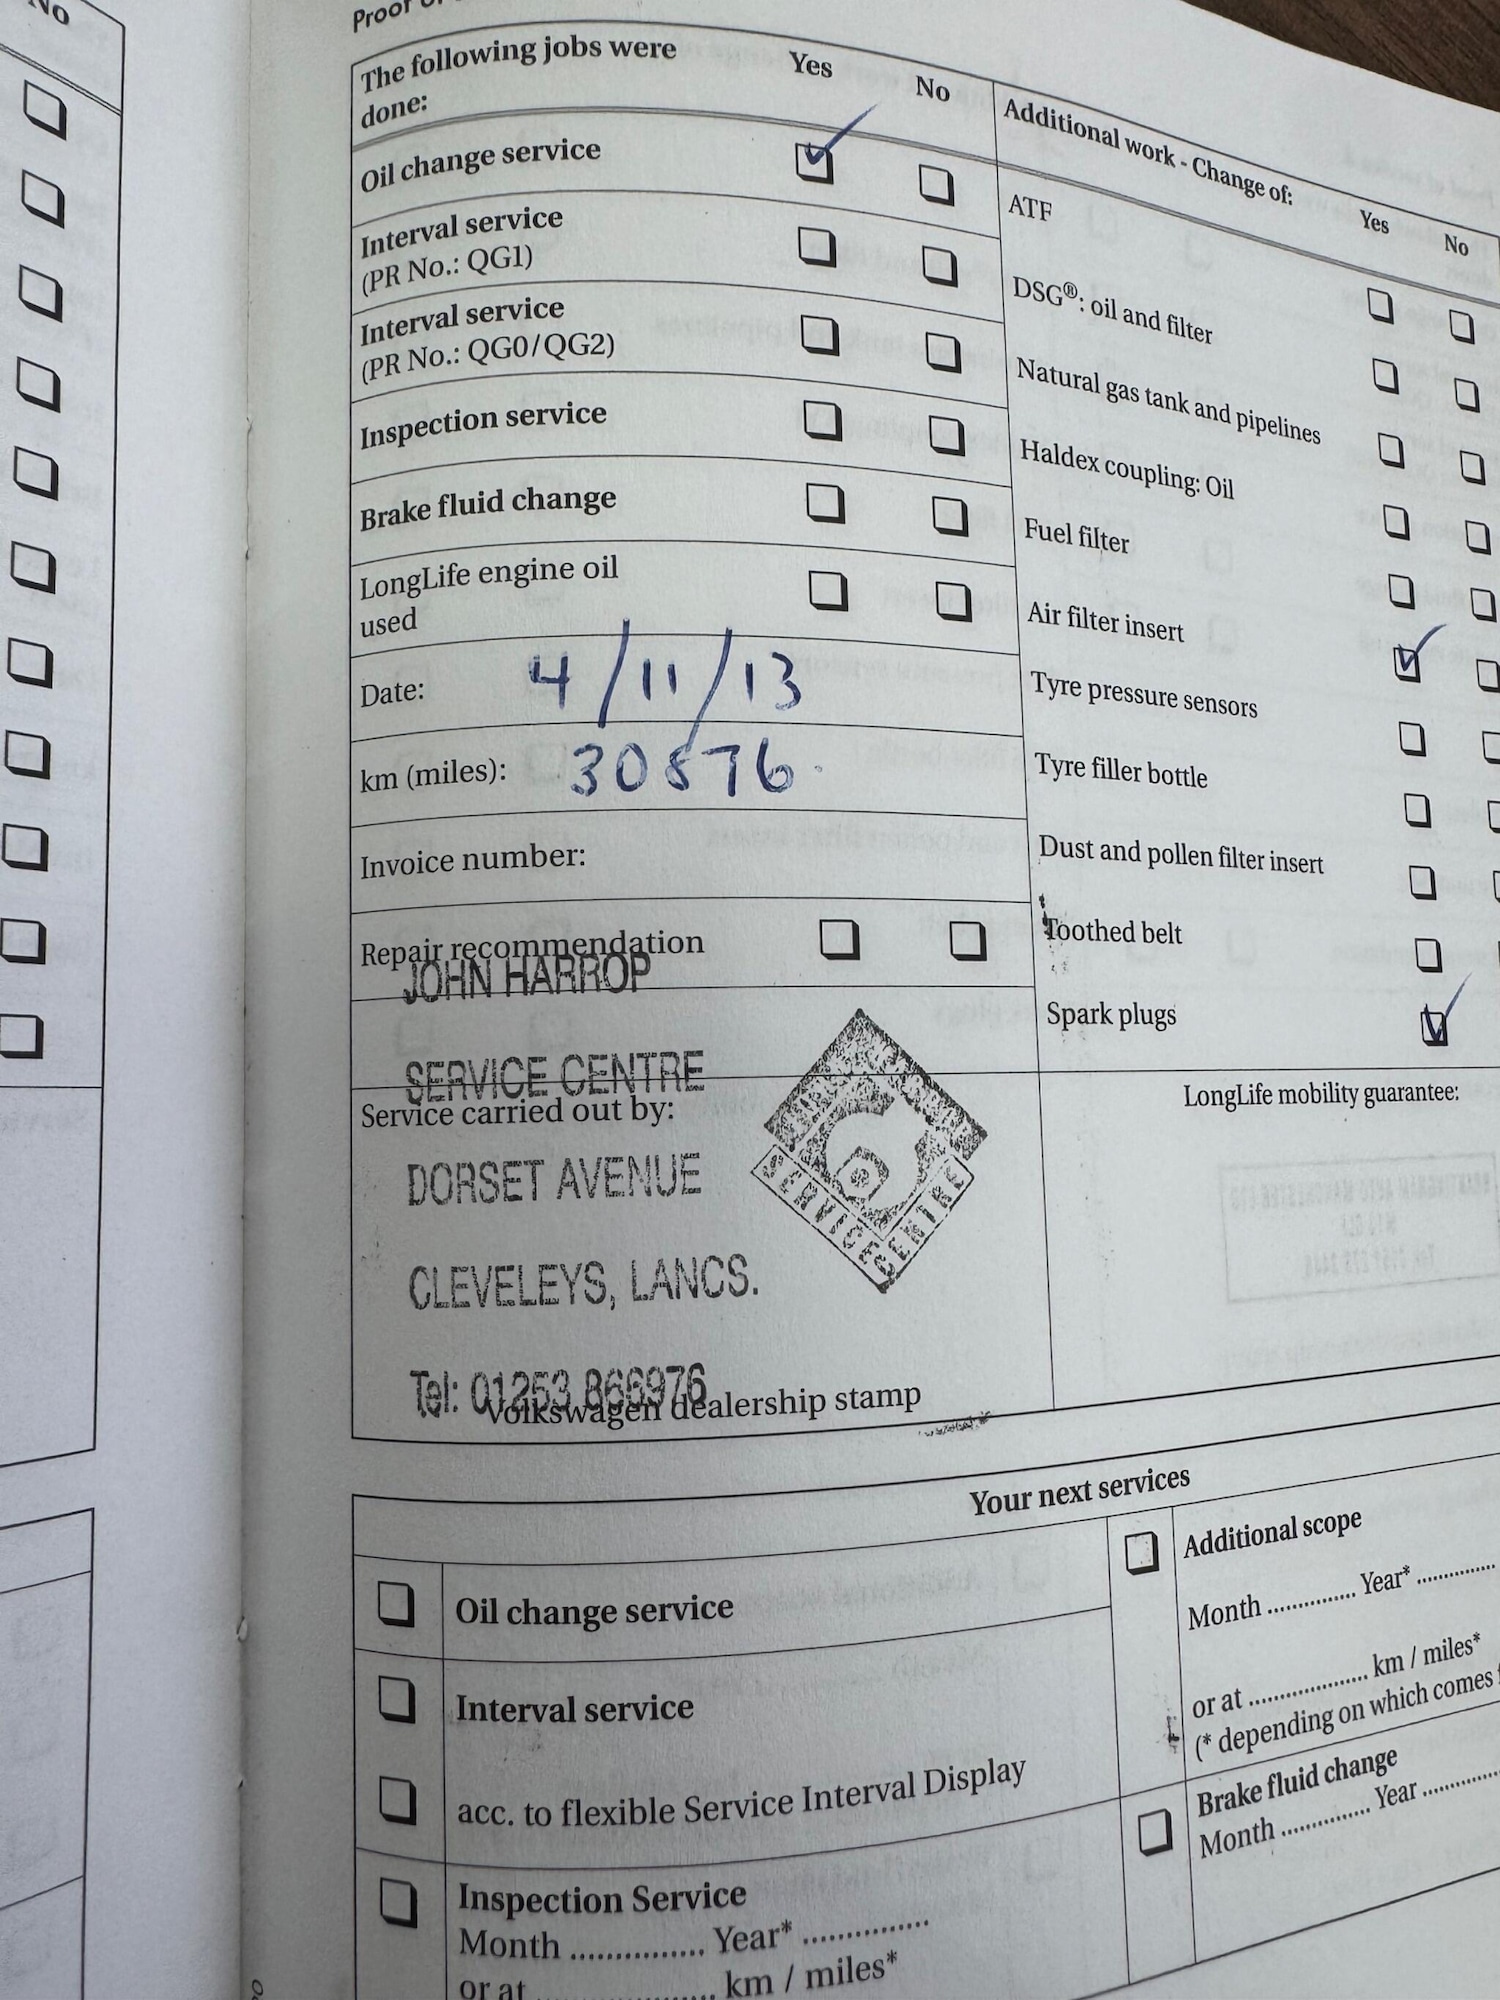 No
The following jobs were
done:
Yes
No
Oil change service
Interval service
(PR No.: QG1)
Interval service
(PR No.: QG0/QG2)
Inspection service
Brake fluid change
LongLife engine oil
used
Date: 4/11/13
km (miles): 30876.
Invoice number:
Repair recommendation
JOHN HARROP
SERVICE CENTRE
Service carried out by:
DORSET AVENUE
CLEVELEYS, LANCS.
Tel: 01253 866976
Volkswagen dealership stamp
SERVICE CENTRE
Additional work - Change of:
Yes
No
ATF
DSG®: oil and filter
Natural gas tank and pipelines
Haldex coupling: Oil
Fuel filter
Air filter insert
Tyre pressure sensors
Tyre filler bottle
Dust and pollen filter insert
Toothed belt
Spark plugs
LongLife mobility guarantee:
Your next services
Oil change service
Interval service
acc. to flexible Service Interval Display
Inspection Service
Month ............... Year* ...............
or at .................... km / miles*
Additional scope
Month .............. Year* ..............
or at .................... km / miles*
(* depending on which comes
Brake fluid change
Month .............. Year ..............